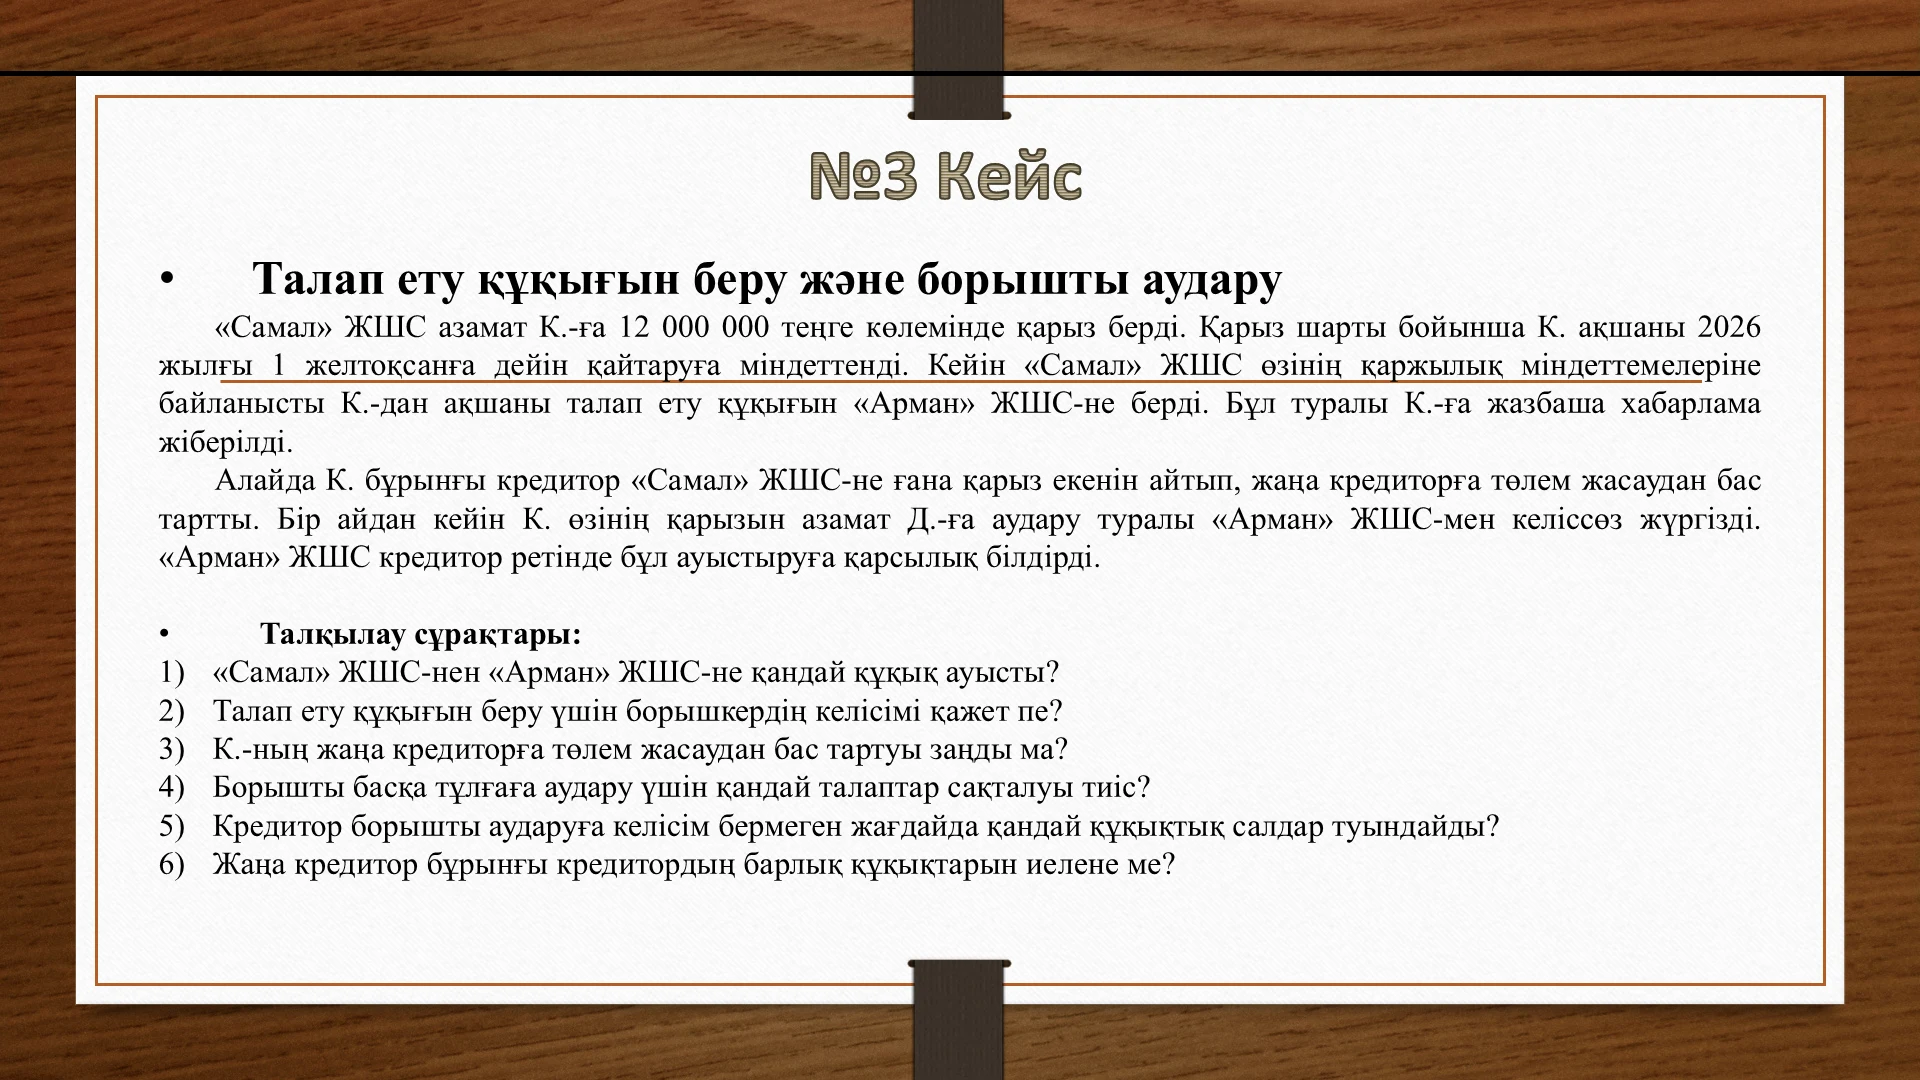 №3 Кейс
• Талап ету құқығын беру және борышты аудару
«Самал» ЖШС азамат К.-ға 12 000 000 теңге көлемінде қарыз берді. Қарыз шарты бойынша К. ақшаны 2026
жылғы 1 желтоқсанға дейін қайтаруға міндеттенді. Кейін «Самал» ЖШС өзінің қаржылық міндеттемелеріне
байланысты К.-дан ақшаны талап ету құқығын «Арман» ЖШС-не берді. Бұл туралы К.-ға жазбаша хабарлама
жіберілді.
Алайда К. бұрынғы кредитор «Самал» ЖШС-не ғана қарыз екенін айтып, жаңа кредиторға төлем жасаудан бас
тартты. Бір айдан кейін К. өзінің қарызын азамат Д.-ға аудару туралы «Арман» ЖШС-мен келіссөз жүргізді.
«Арман» ЖШС кредитор ретінде бұл ауыстыруға қарсылық білдірді.
• Талқылау сұрақтары:
1) «Самал» ЖШС-нен «Арман» ЖШС-не қандай құқық ауысты?
2) Талап ету құқығын беру үшін борышкердің келісімі қажет пе?
3) К.-ның жаңа кредиторға төлем жасаудан бас тартуы заңды ма?
4) Борышты басқа тұлғаға аудару үшін қандай талаптар сақталуы тиіс?
5) Кредитор борышты аударуға келісім бермеген жағдайда қандай құқықтық салдар туындайды?
6) Жаңа кредитор бұрынғы кредитордың барлық құқықтарын иелене ме?